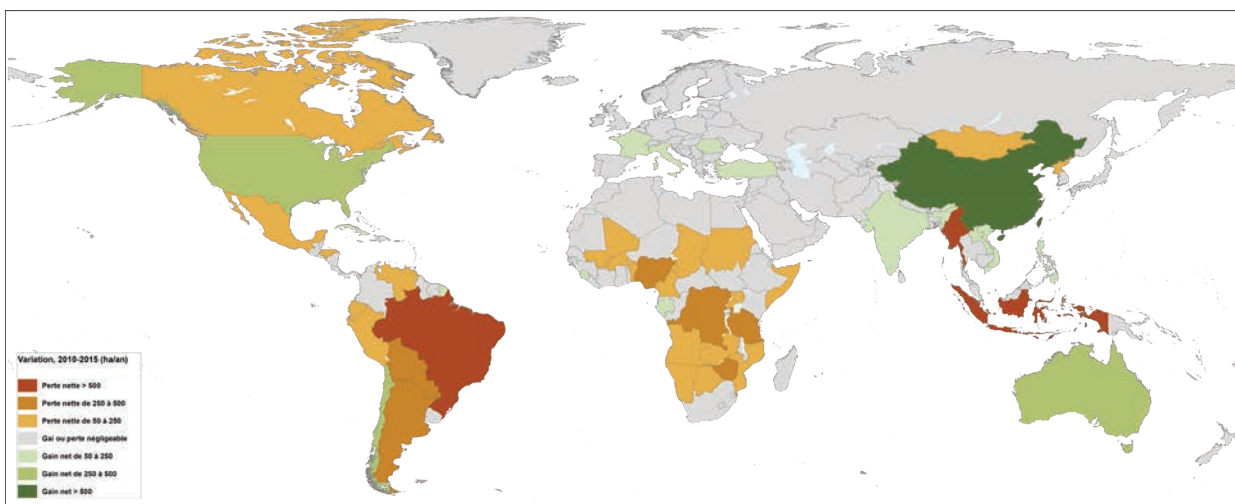 Variation, 2010-2015 (ha/an)
Perte nette > 500
Perte nette de 250 à 500
Perte nette de 50 à 250
Gai ou perte négligeable
Gain net de 50 à 250
Gain net de 250 à 500
Gain net > 500